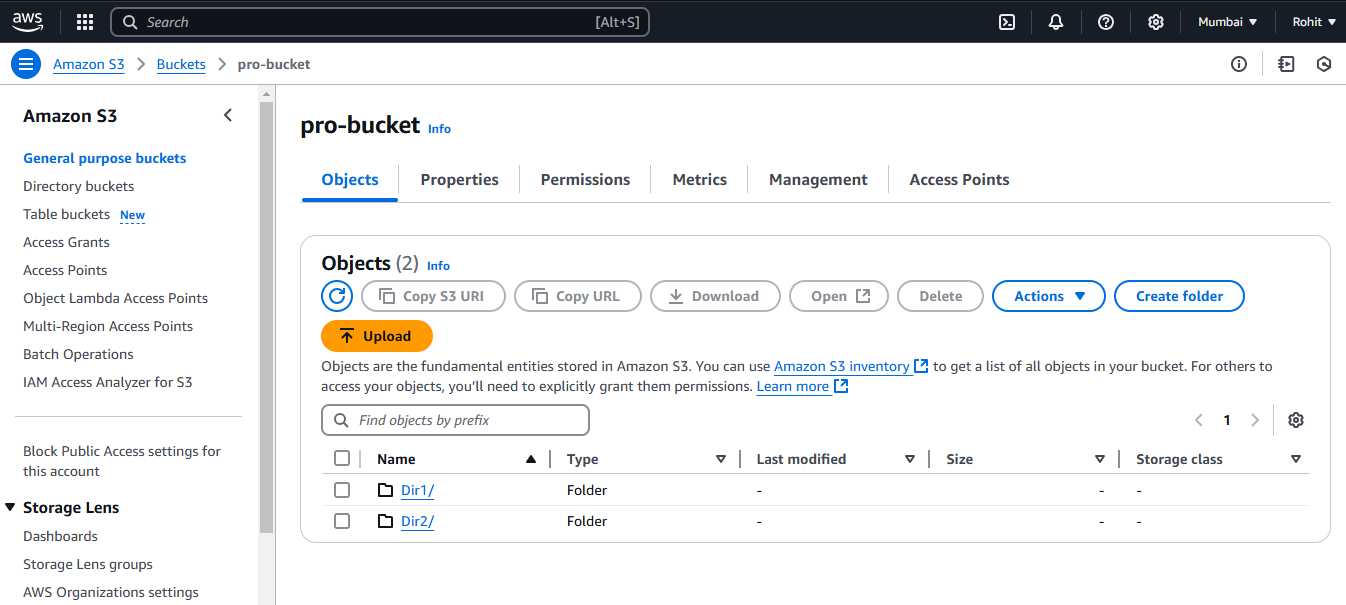 aws Search [Alt+S] Mumbai Rohit
Amazon S3 Buckets pro-bucket
Amazon S3
General purpose buckets
Directory buckets
Table buckets New
Access Grants
Access Points
Object Lambda Access Points
Multi-Region Access Points
Batch Operations
IAM Access Analyzer for S3
Block Public Access settings for
this account
Storage Lens
Dashboards
Storage Lens groups
AWS Organizations settings
pro-bucket Info
Objects Properties Permissions Metrics Management Access Points
Objects (2) Info
Copy S3 URI Copy URL Download Open Delete Actions Create folder
Upload
Objects are the fundamental entities stored in Amazon S3. You can use Amazon S3 inventory to get a list of all objects in your bucket. For others to
access your objects, you’ll need to explicitly grant them permissions. Learn more
Find objects by prefix 1
Name Type Last modified Size Storage class
Dir1/ Folder - - -
Dir2/ Folder - - -